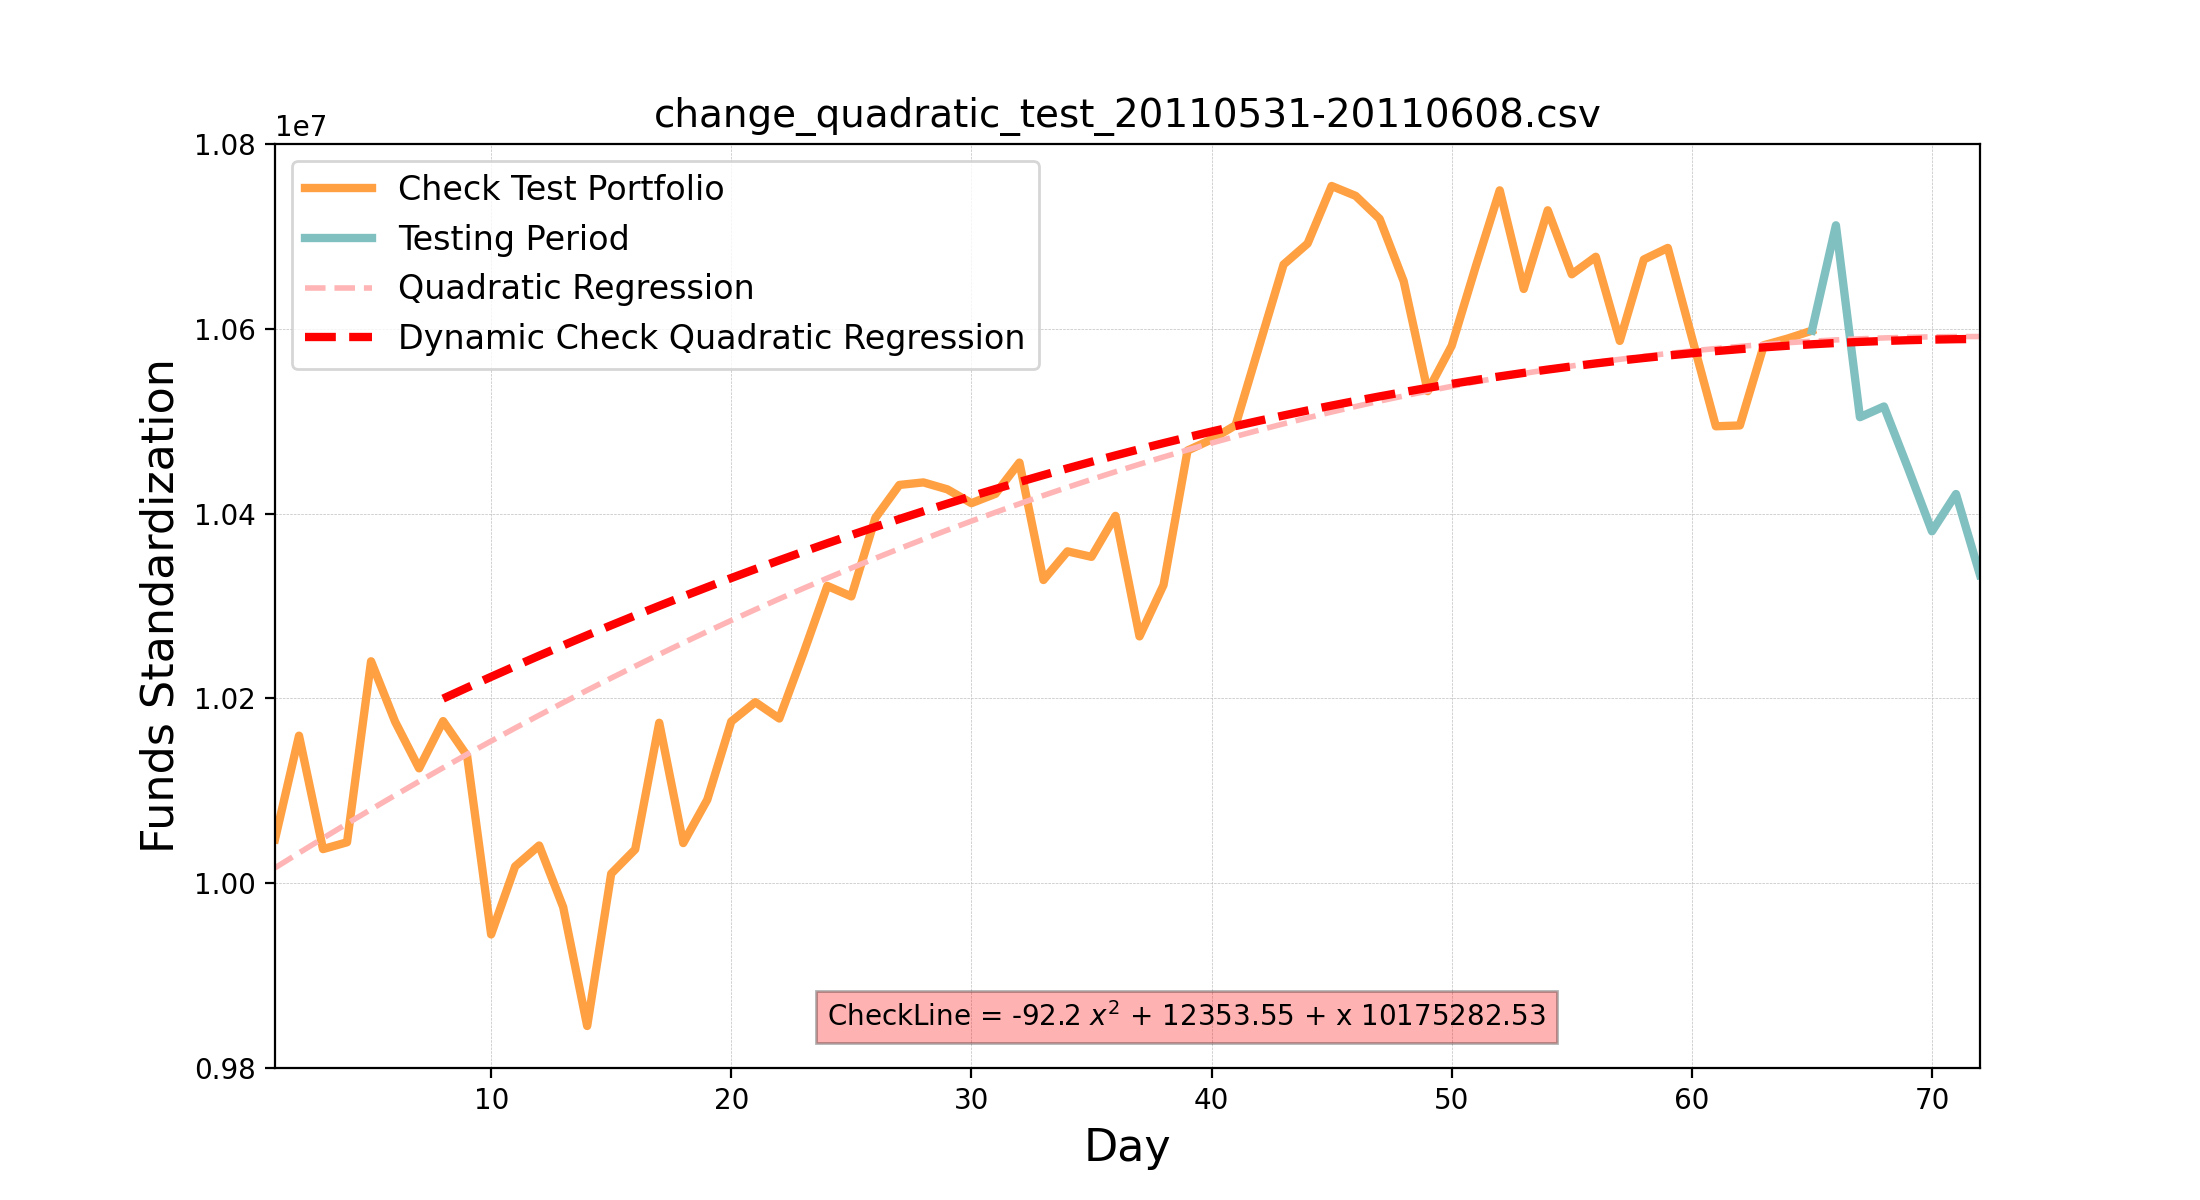 change_quadratic_test_20110531-20110608.csv
1e7
1.08
1.06
1.04
1.02
1.00
0.98
Funds Standardization
Check Test Portfolio
Testing Period
Quadratic Regression
Dynamic Check Quadratic Regression
CheckLine = -92.2 x² + 12353.55 + x 10175282.53
10 20 30 40 50 60 70
Day